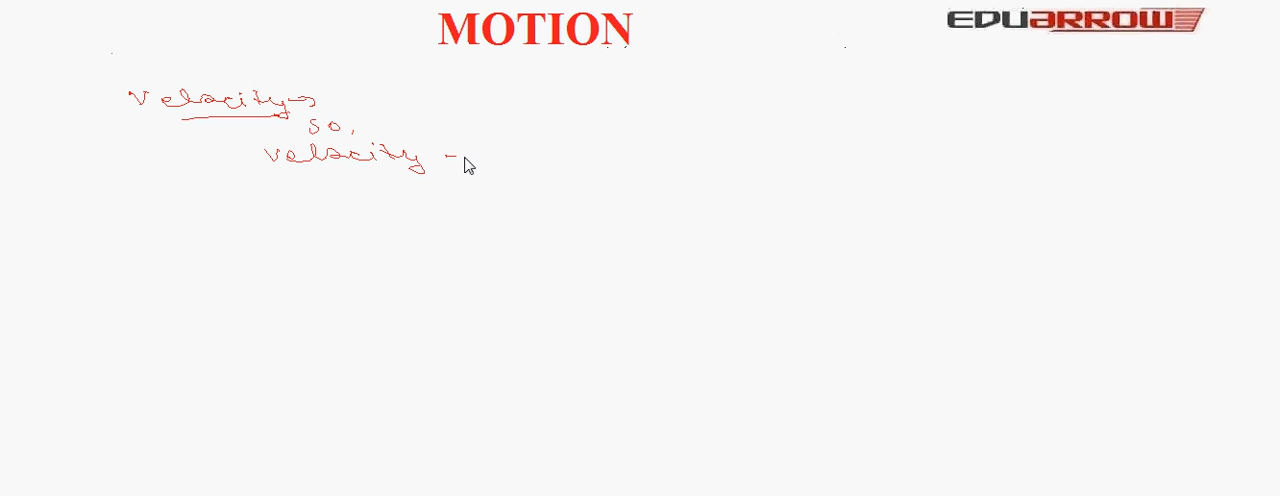 MOTION
EDUARROW
Velocity →
so,
velocity -